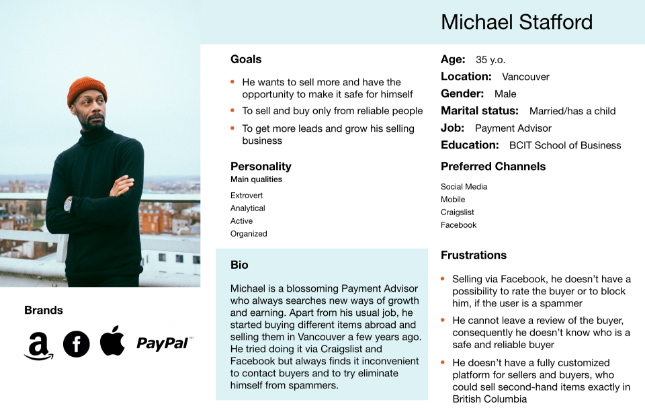 Michael Stafford
Goals
He wants to sell more and have the
opportunity to make it safe for himself
To sell and buy only from reliable people
To get more leads and grow his selling
business
Age: 35 y.o.
Location: Vancouver
Gender: Male
Marital status: Married/has a child
Job: Payment Advisor
Education: BCIT School of Business
Personality
Main qualities
Extrovert
Analytical
Active
Organized
Preferred Channels
Social Media
Mobile
Craigslist
Facebook
Bio
Michael is a blossoming Payment Advisor
who always searches new ways of growth
and earning. Apart from his usual job, he
started buying different items abroad and
selling them in Vancouver a few years ago.
He tried doing it via Craigslist and
Facebook but always finds it inconvenient
to contact buyers and to try eliminate
himself from spammers.
Frustrations
Selling via Facebook, he doesn't have a
possibility to rate the buyer or to block
him, if the user is a spammer
He cannot leave a review of the buyer,
consequently he doesn't know who is a
safe and reliable buyer
He doesn't have a fully customized
platform for sellers and buyers, who
could sell second-hand items exactly in
British Columbia
Brands
a f PayPal